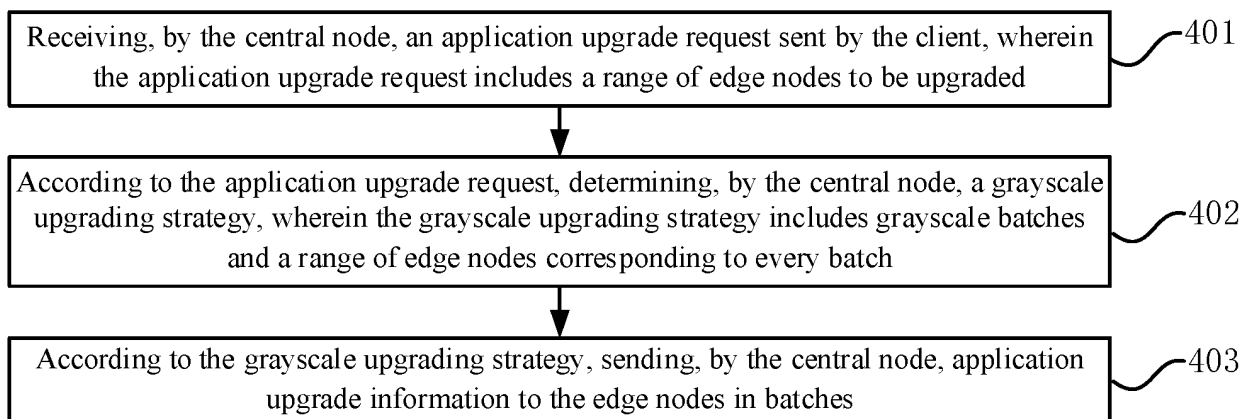 Receiving, by the central node, an application upgrade request sent by the client, wherein
the application upgrade request includes a range of edge nodes to be upgraded
401
According to the application upgrade request, determining, by the central node, a grayscale
upgrading strategy, wherein the grayscale upgrading strategy includes grayscale batches
and a range of edge nodes corresponding to every batch
402
According to the grayscale upgrading strategy, sending, by the central node, application
upgrade information to the edge nodes in batches
403